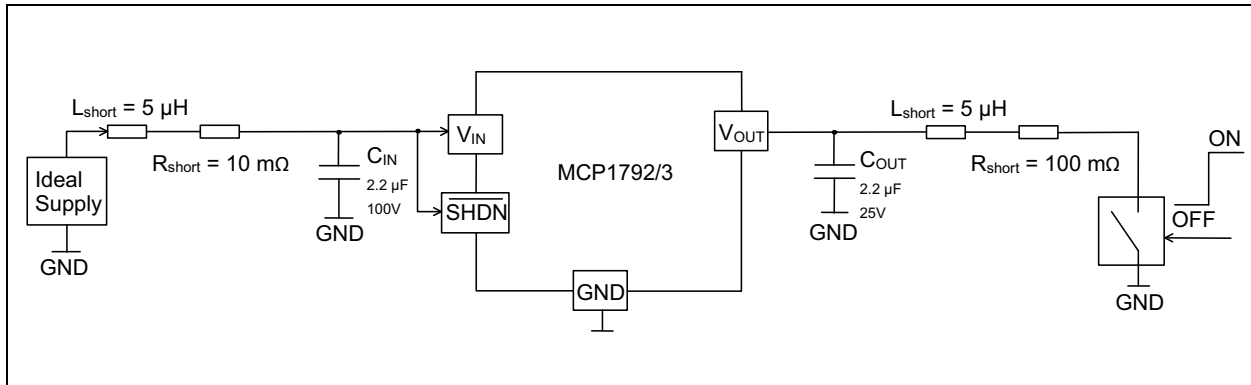 L_short = 5 µH
R_short = 10 mΩ
Ideal
Supply
GND
C_IN
2.2 µF
100V
GND
V_IN
SHDN
MCP1792/3
GND
V_OUT
C_OUT
2.2 µF
25V
GND
L_short = 5 µH
R_short = 100 mΩ
ON
OFF
GND